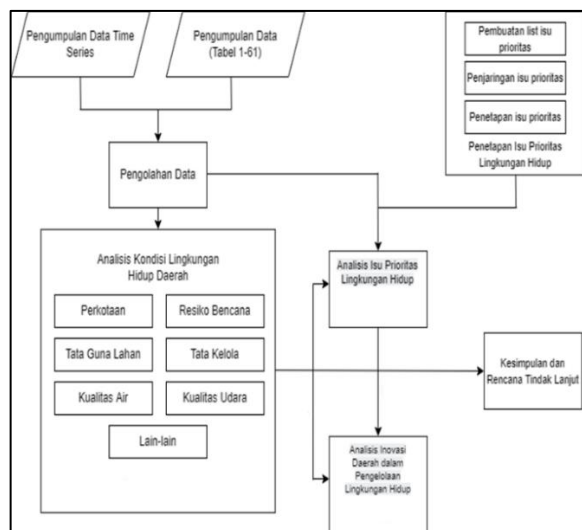 Pengumpulan Data Time
Series
Pengumpulan Data
(Tabel 1-61)
Pembuatan list isu
prioritas
Penjaringan isu prioritas
Penetapan isu prioritas
Penetapan Isu Prioritas
Lingkungan Hidup
Pengolahan Data
Analisis Kondisi Lingkungan
Hidup Daerah
Perkotaan
Resiko Bencana
Tata Guna Lahan
Tata Kelola
Kualitas Air
Kualitas Udara
Lain-lain
Analisis Isu Prioritas
Lingkungan Hidup
Kesimpulan dan
Rencana Tindak Lanjut
Analisis Inovasi
Daerah dalam
Pengelolaan
Lingkungan Hidup